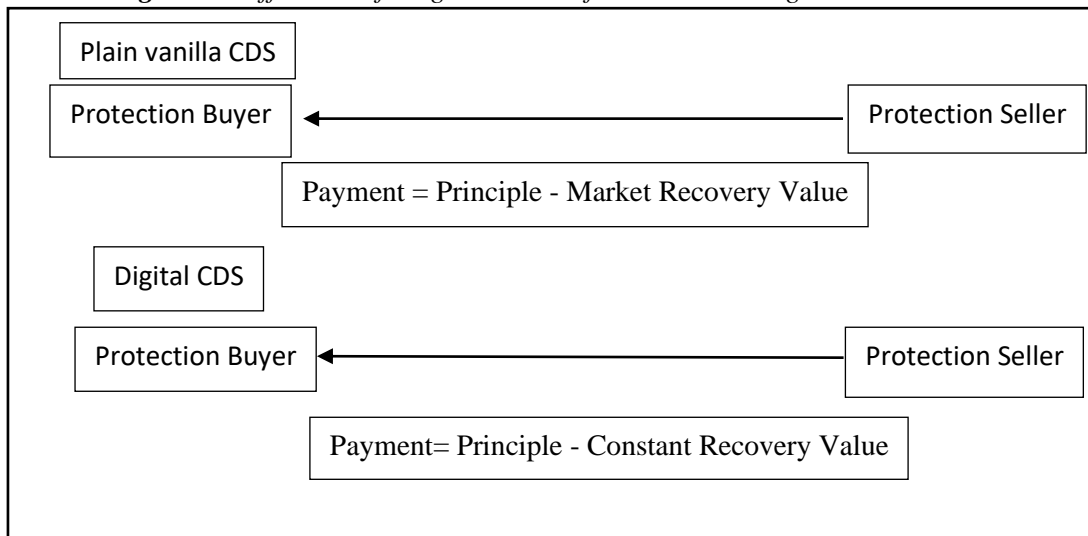 Plain vanilla CDS
Protection Buyer
Protection Seller
Payment = Principle - Market Recovery Value
Digital CDS
Protection Buyer
Protection Seller
Payment= Principle - Constant Recovery Value